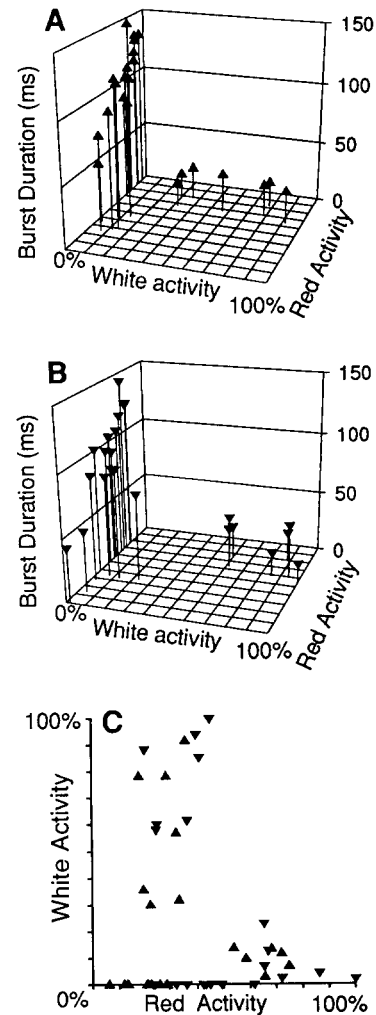 A
150
100
50
0
Burst Duration (ms)
0%
White activity
100%
Red Activity
B
150
100
50
0
Burst Duration (ms)
0%
White activity
100%
Red Activity
C
100%
White Activity
0%
Red Activity
100%